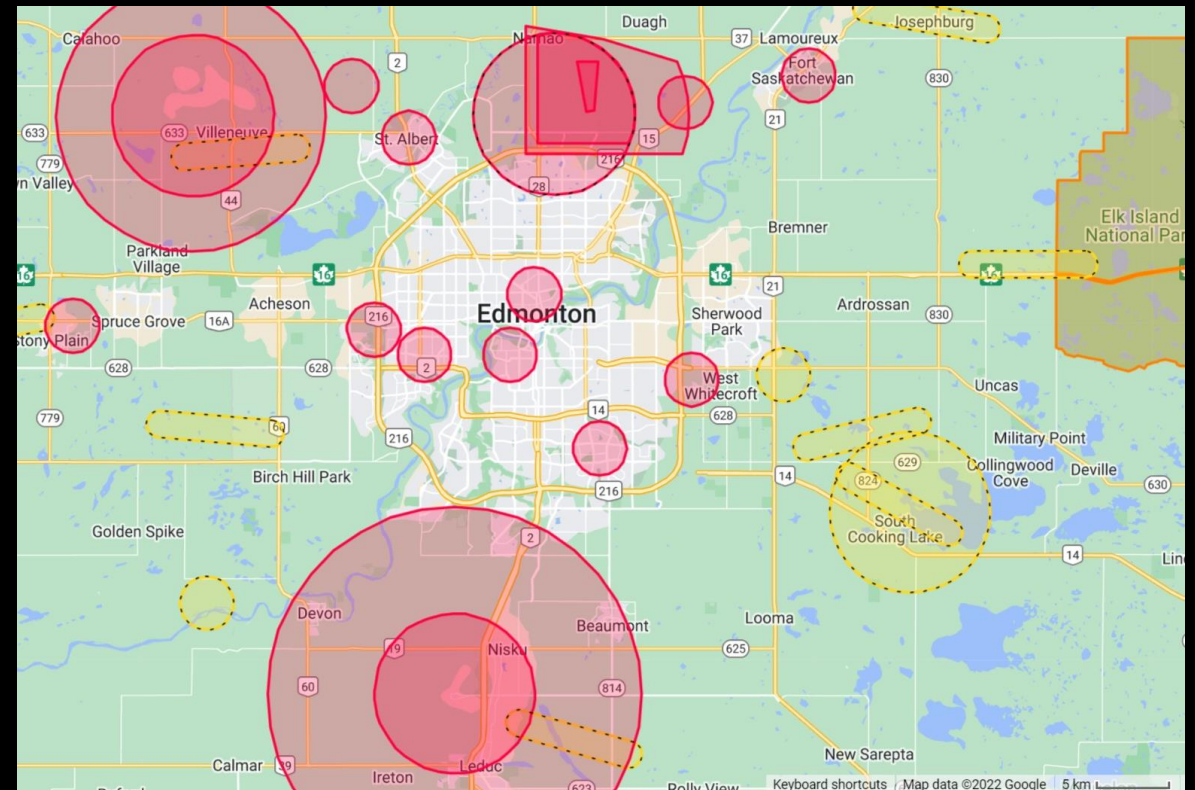 Duagh
Josephburg
Calahoo
Namao
37
Lamoureux
2
Fort
Saskatchewan
830
21
633
633
Villeneuve
St. Albert
15
779
216
wn Valley
28
44
Elk Island
National Par
Bremner
Parkland
Village
16
16
16
16
21
Acheson
Ardrossan
Edmonton
216
Spruce Grove
16A
Sherwood
Park
830
Stony Plain
628
628
2
West
Whitecroft
Uncas
779
14
628
60
216
Military Point
629
Collingwood
Cove
Deville
Birch Hill Park
14
824
630
216
South
Cooking Lake
Golden Spike
2
14
Lin
Devon
Beaumont
Looma
19
Nisku
625
60
814
New Sarepta
Calmar
39
Leduc
Ireton
623
Rolly View
Keyboard shortcuts
Map data ©2022 Google
5 km